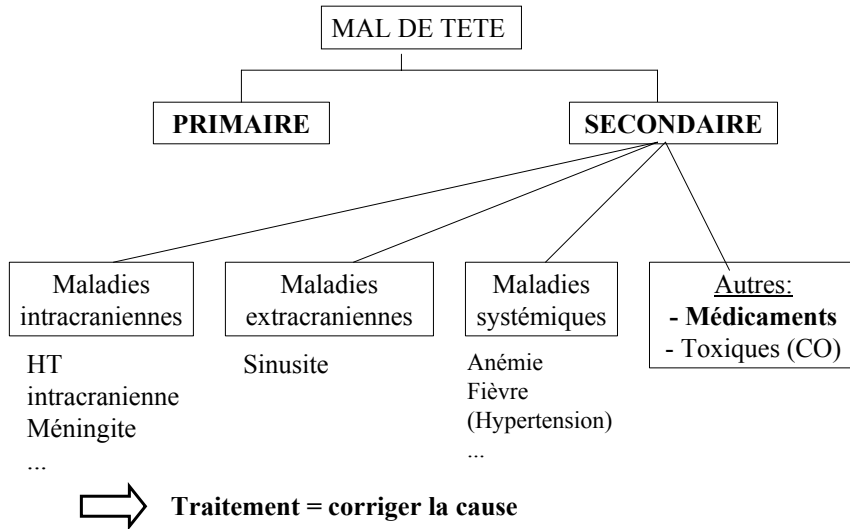 MAL DE TETE
PRIMAIRE
SECONDAIRE
Maladies
intracraniennes
HT
intracranienne
Méningite
...
Maladies
extracraniennes
Sinusite
Maladies
systémiques
Anémie
Fièvre
(Hypertension)
...
Autres:
- Médicaments
- Toxiques (CO)
Traitement = corriger la cause